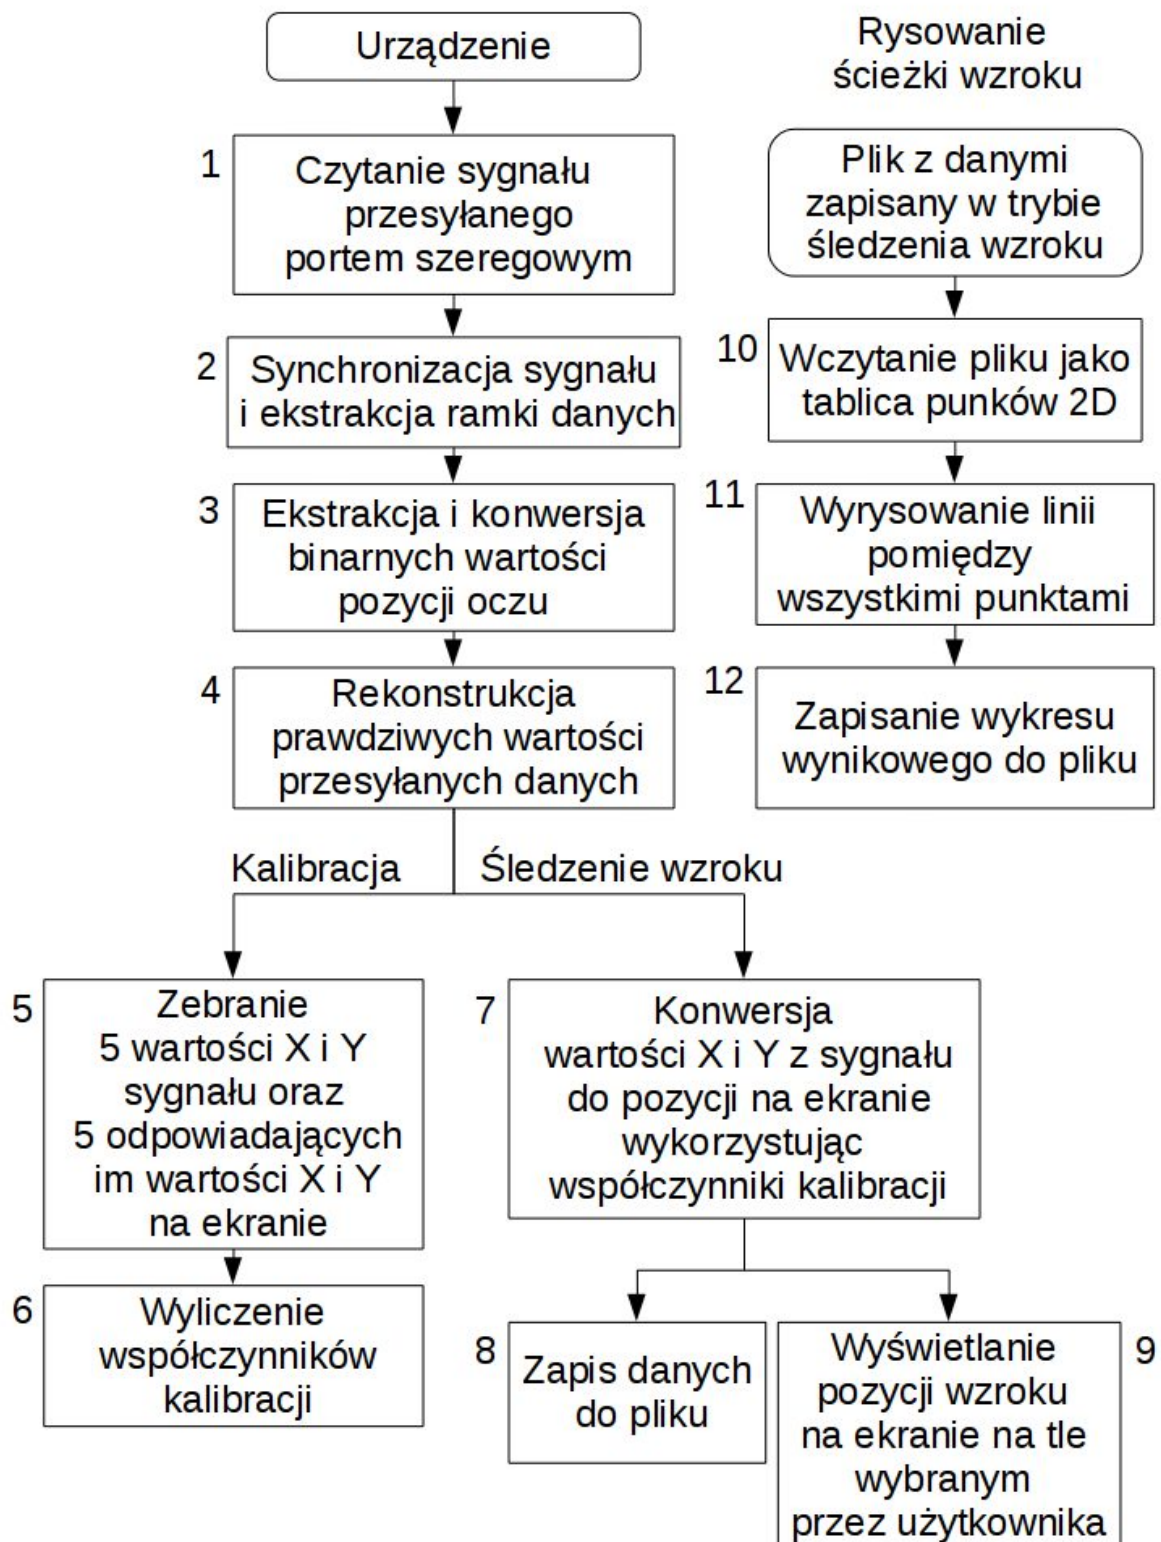 Urządzenie
1
Czytanie sygnału
przesyłanego
portem szeregowym
2
Synchronizacja sygnału
i ekstrakcja ramki danych
3
Ekstrakcja i konwersja
binarnych wartości
pozycji oczu
4
Rekonstrukcja
prawdziwych wartości
przesyłanych danych
Kalibracja
Śledzenie wzroku
5
Zebranie
5 wartości X i Y
sygnału oraz
5 odpowiadających
im wartości X i Y
na ekranie
6
Wyliczenie
współczynników
kalibracji
7
Konwersja
wartości X i Y z sygnału
do pozycji na ekranie
wykorzystując
współczynniki kalibracji
8
Zapis danych
do pliku
9
Wyświetlanie
pozycji wzroku
na ekranie na tle
wybranym
przez użytkownika
Rysowanie
ścieżki wzroku
Plik z danymi
zapisany w trybie
śledzenia wzroku
10
Wczytanie pliku jako
tablica punków 2D
11
Wyrysowanie linii
pomiędzy
wszystkimi punktami
12
Zapisanie wykresu
wynikowego do pliku